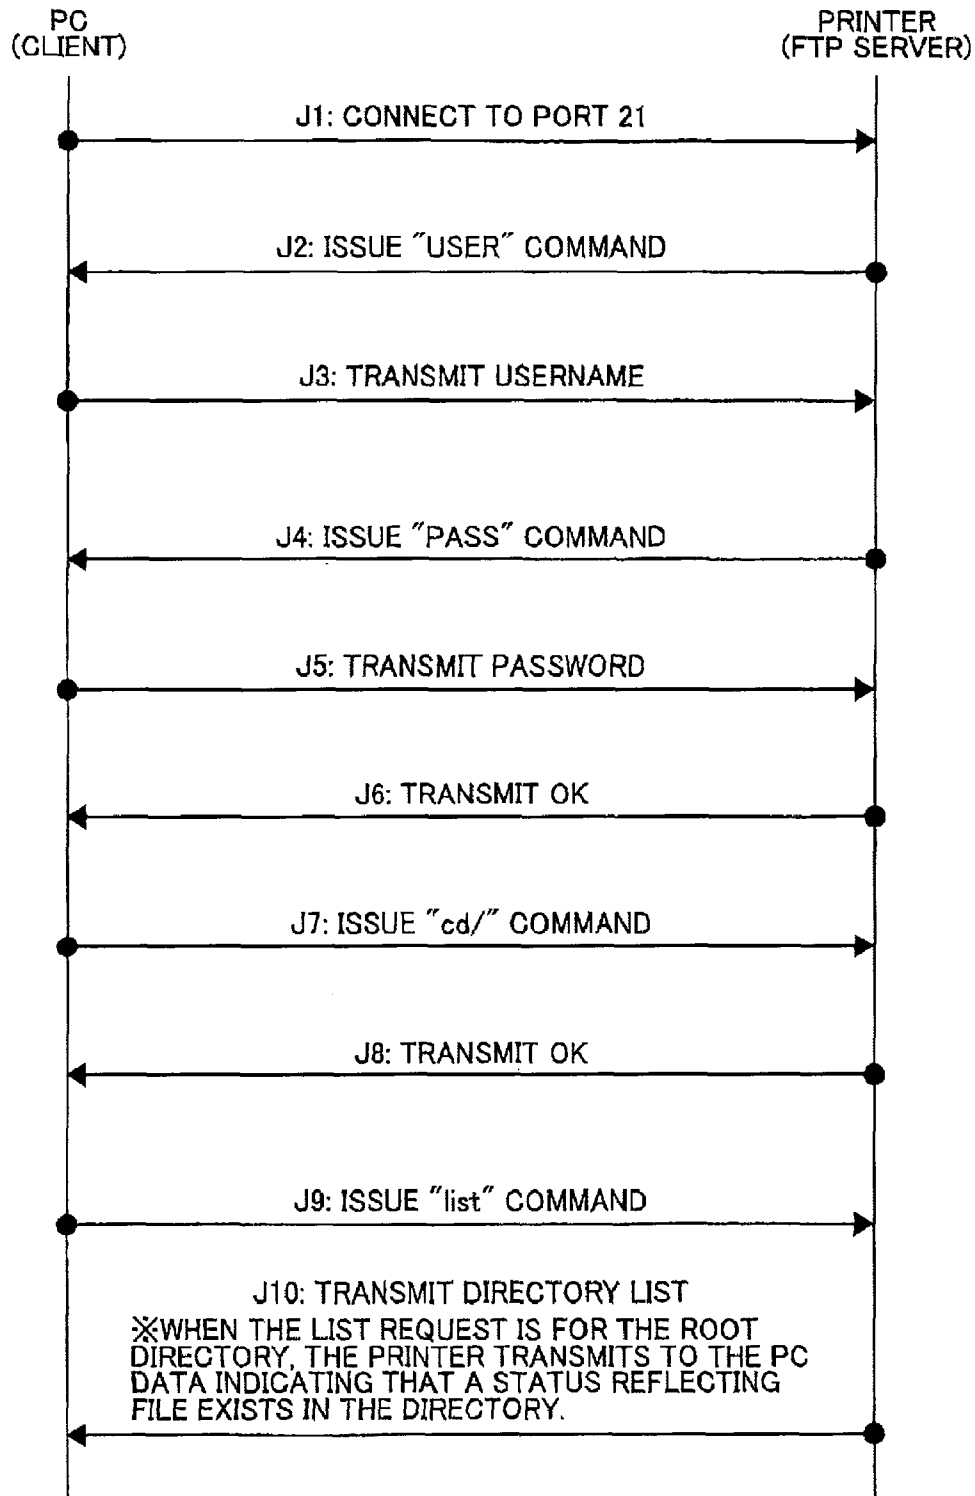 PC
(CLIENT)
PRINTER
(FTP SERVER)
J1: CONNECT TO PORT 21
J2: ISSUE "USER" COMMAND
J3: TRANSMIT USERNAME
J4: ISSUE "PASS" COMMAND
J5: TRANSMIT PASSWORD
J6: TRANSMIT OK
J7: ISSUE "cd/" COMMAND
J8: TRANSMIT OK
J9: ISSUE "list" COMMAND
J10: TRANSMIT DIRECTORY LIST
※WHEN THE LIST REQUEST IS FOR THE ROOT
DIRECTORY, THE PRINTER TRANSMITS TO THE PC
DATA INDICATING THAT A STATUS REFLECTING
FILE EXISTS IN THE DIRECTORY.